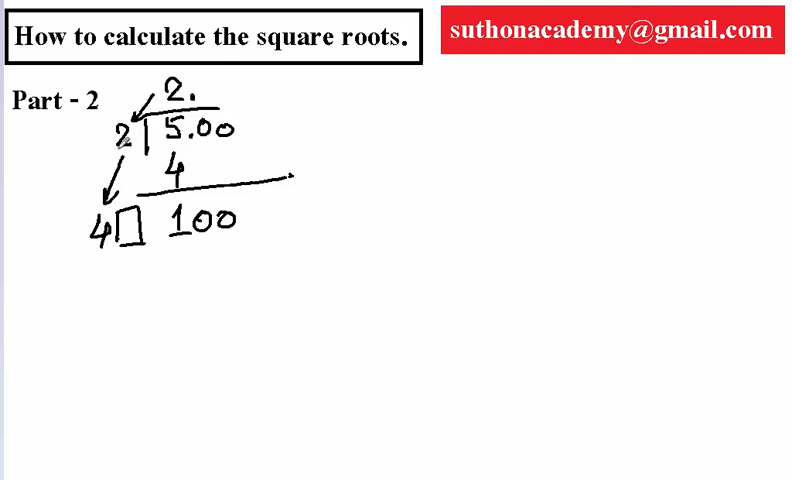 How to calculate the square roots.
suthonacademy@gmail.com
Part - 2
2.
2 5.00
4
4 100